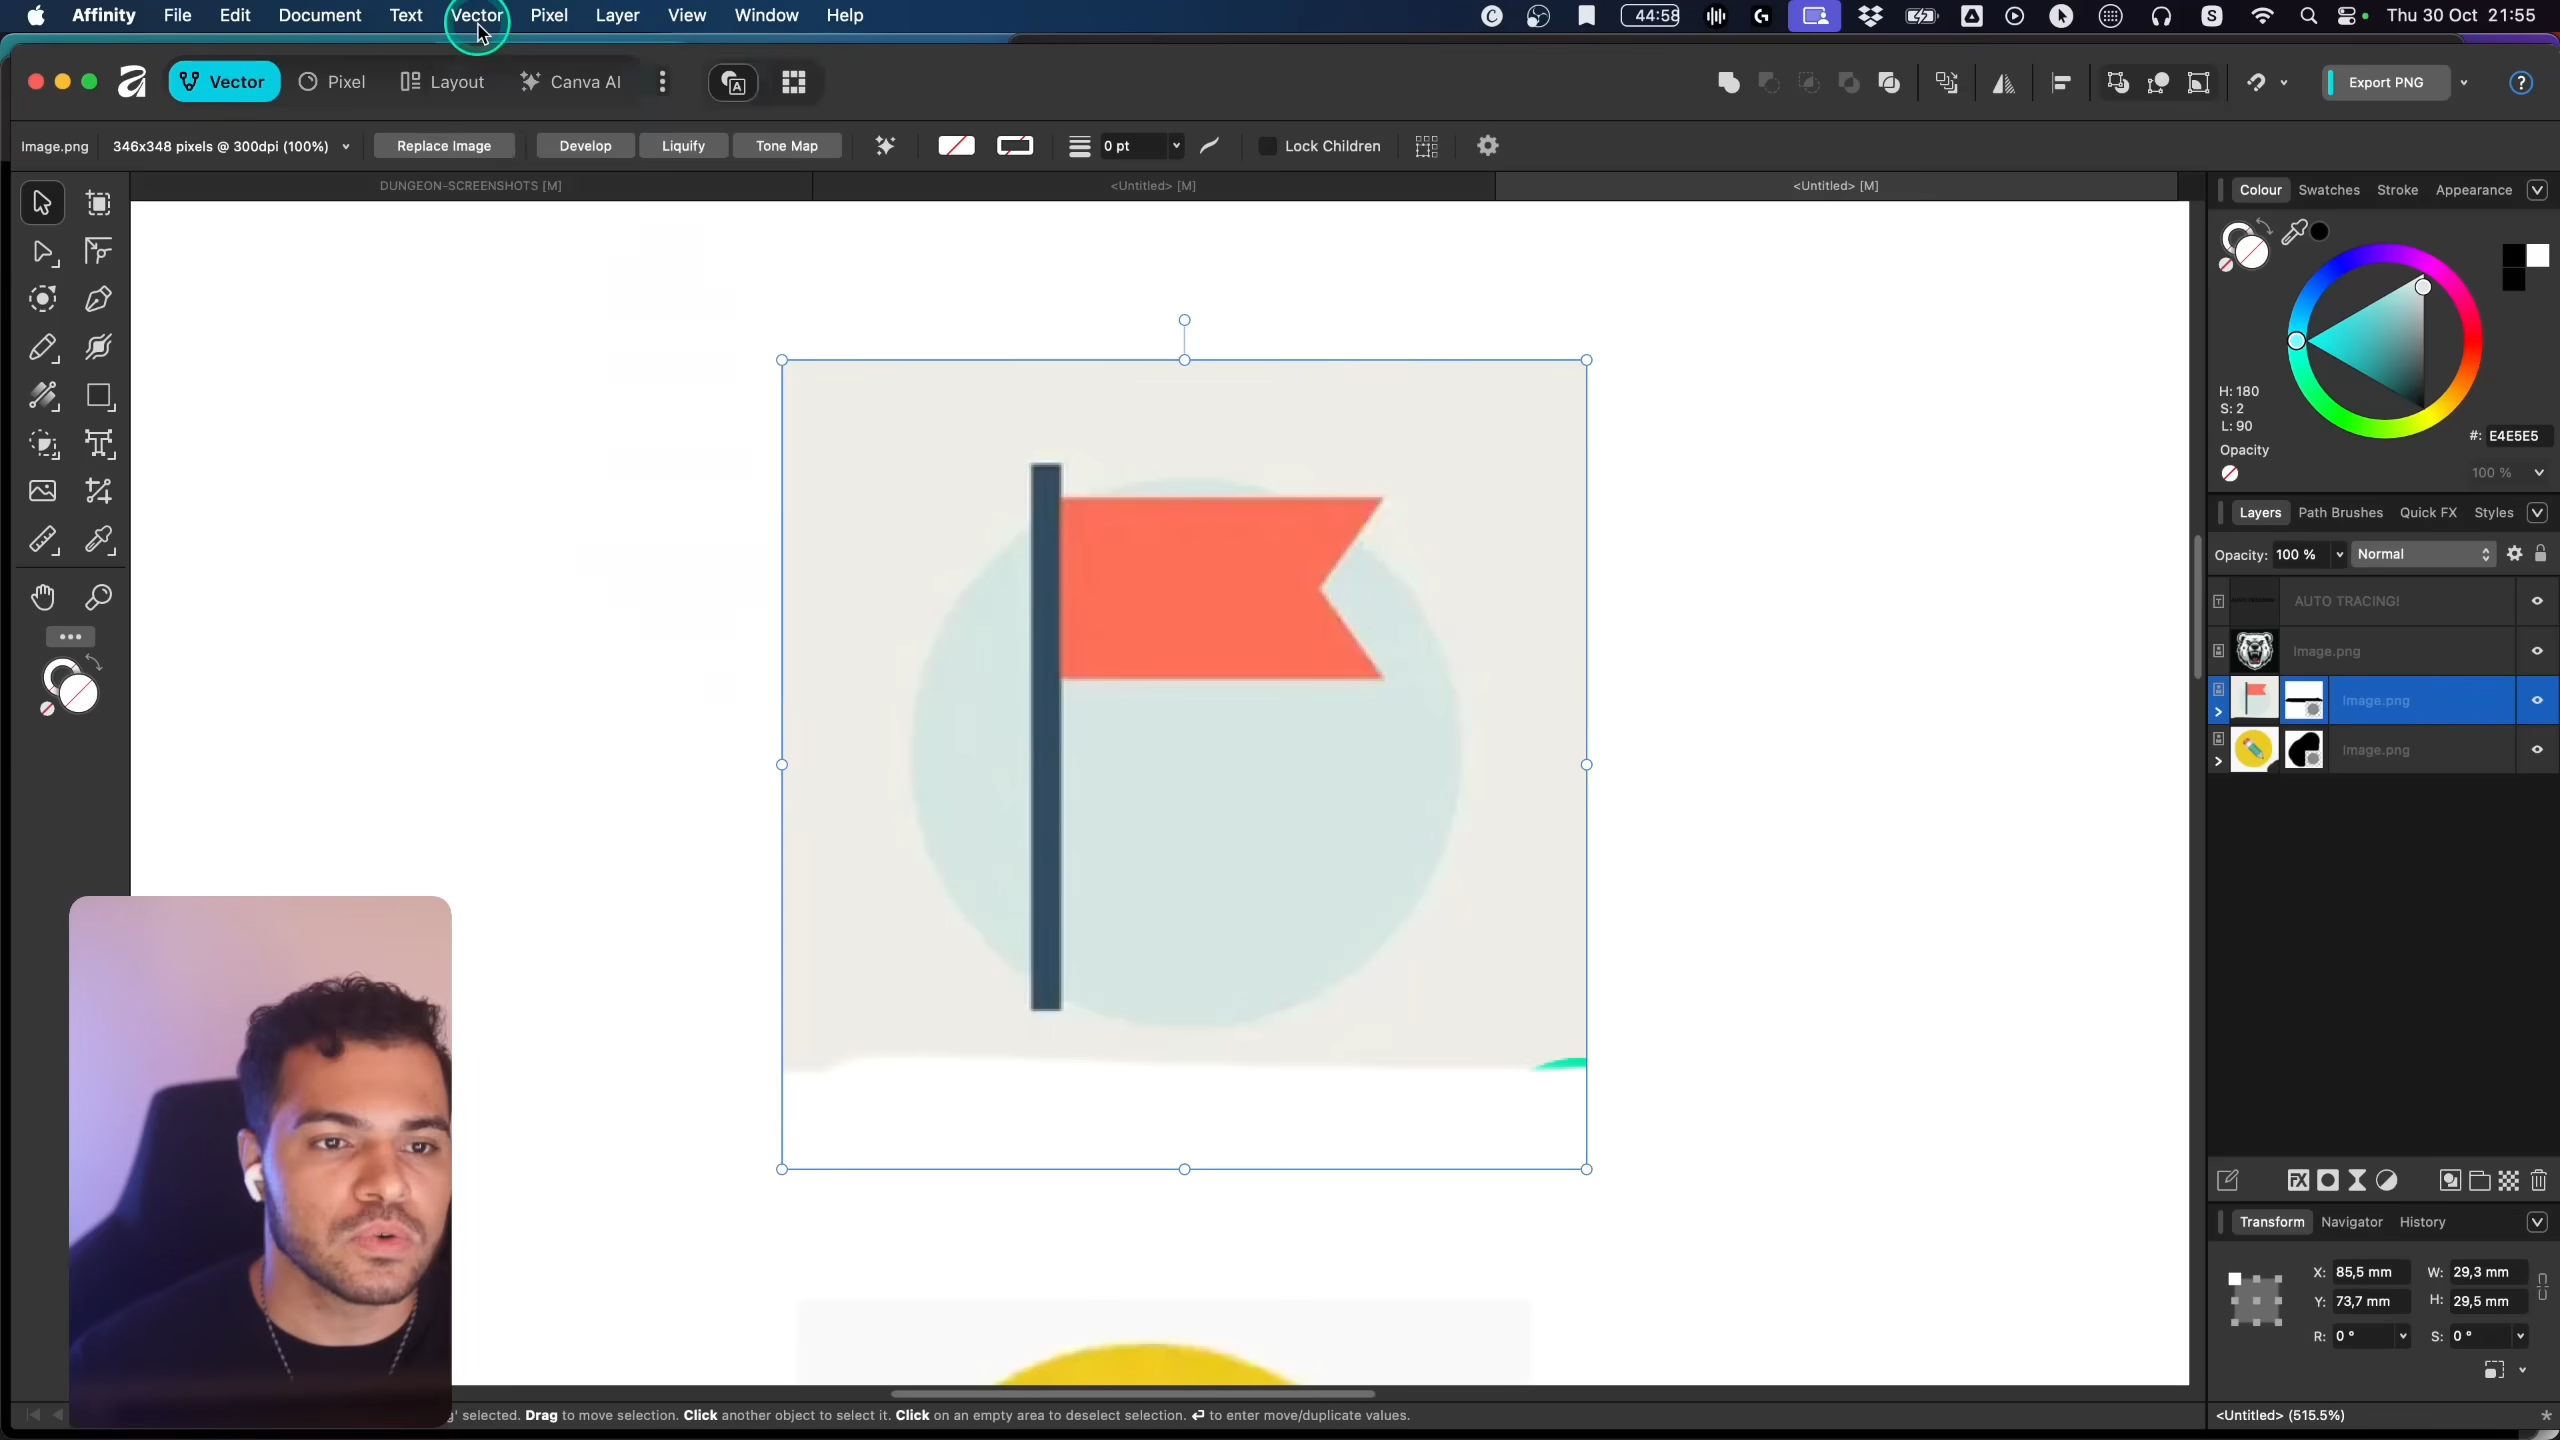 Affinity File Edit Document Text Vector Pixel Layer View Window Help 44:58 Thu 30 Oct 21:55
Vector Pixel Layout Canva AI Export PNG
Image.png 346x348 pixels @ 300dpi (100%) Replace Image Develop Liquify Tone Map 0 pt Lock Children
DUNGEON-SCREENSHOTS [M] <Untitled> [M] <Untitled> [M]
Colour Swatches Stroke Appearance
H: 180
S: 2
L: 90
#: E4E5E5
Opacity
100 %
Layers Path Brushes Quick FX Styles
Opacity: 100 % Normal
AUTO TRACING!
Image.png
Image.png
Image.png
Transform Navigator History
X: 85,5 mm W: 29,3 mm
Y: 73,7 mm H: 29,5 mm
R: 0 ° S: 0 °
g' selected. Drag to move selection. Click another object to select it. Click on an empty area to deselect selection. ↵ to enter move/duplicate values.
<Untitled> (515.5%)